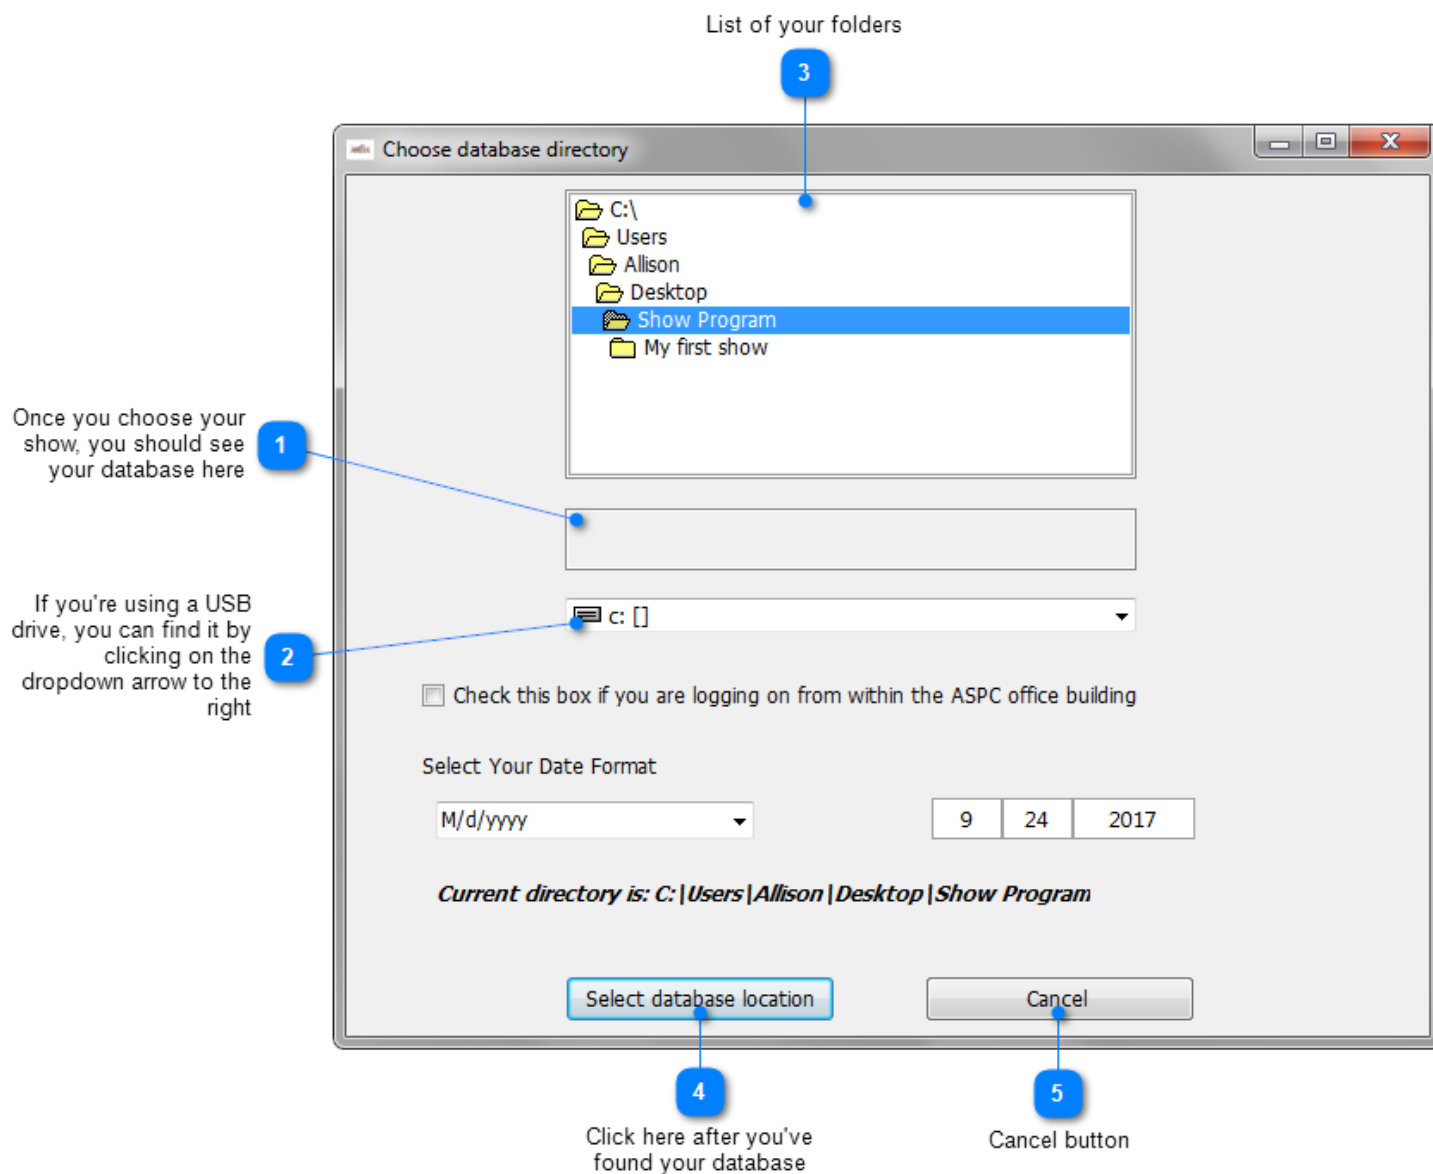 List of your folders
3
Choose database directory
C:\
Users
Allison
Desktop
Show Program
My first show
Once you choose your
show, you should see
your database here
1
If you're using a USB
drive, you can find it by
clicking on the
dropdown arrow to the
right
2
c: []
Check this box if you are logging on from within the ASPC office building
Select Your Date Format
M/d/yyyy
9 24 2017
Current directory is: C:|Users|Allison|Desktop|Show Program
Select database location
Cancel
4
5
Click here after you've
found your database
Cancel button